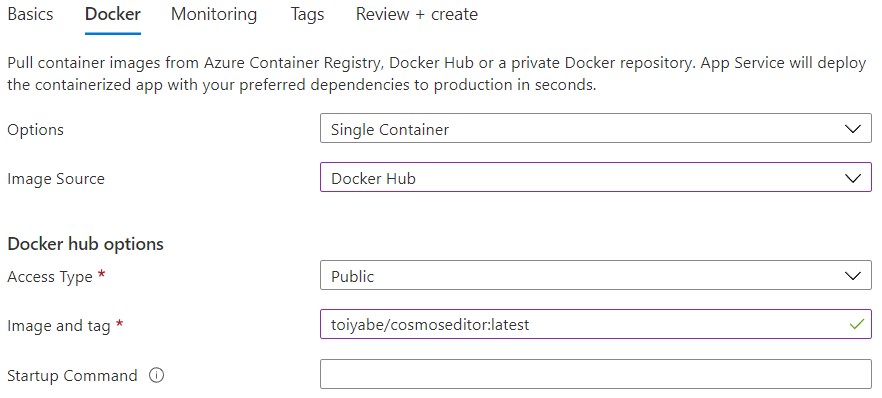 Basics Docker Monitoring Tags Review + create
Pull container images from Azure Container Registry, Docker Hub or a private Docker repository. App Service will deploy
the containerized app with your preferred dependencies to production in seconds.
Options Single Container
Image Source Docker Hub
Docker hub options
Access Type * Public
Image and tag * toiyabe/cosmoseditor:latest
Startup Command